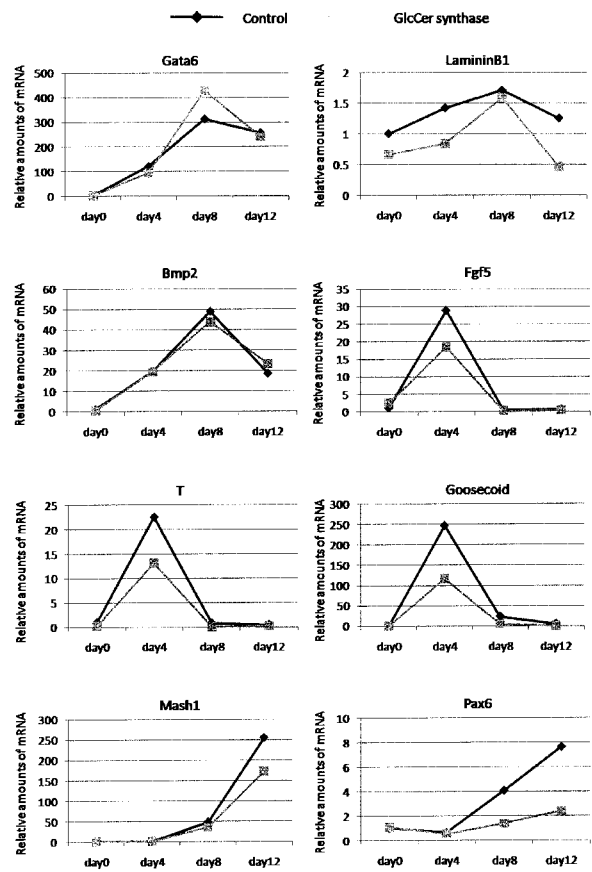 Control GlcCer synthase
Gata6
Relative amounts of mRNA
500
400
300
200
100
0
day0 day4 day8 day12
LamininB1
Relative amounts of mRNA
2
1.5
1
0.5
0
day0 day4 day8 day12
Bmp2
Relative amounts of mRNA
60
50
40
30
20
10
0
day0 day4 day8 day12
Fgf5
Relative amounts of mRNA
35
30
25
20
15
10
5
0
day0 day4 day8 day12
T
Relative amounts of mRNA
25
20
15
10
5
0
day0 day4 day8 day12
Goosecoid
Relative amounts of mRNA
300
250
200
150
100
50
0
day0 day4 day8 day12
Mash1
Relative amounts of mRNA
300
250
200
150
100
50
0
day0 day4 day8 day12
Pax6
Relative amounts of mRNA
10
8
6
4
2
0
day0 day4 day8 day12